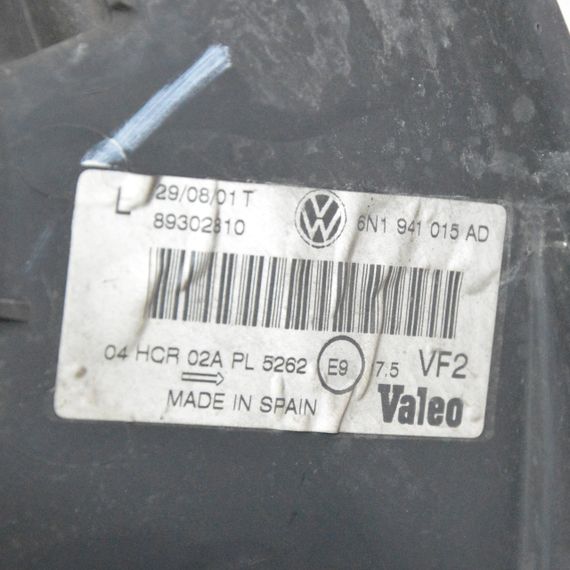 L 29/08/01 T
89302810
VW 6N1 941 015 AD
04 HCR 02A PL 5262 E9 7.5 VF2
MADE IN SPAIN
Valeo